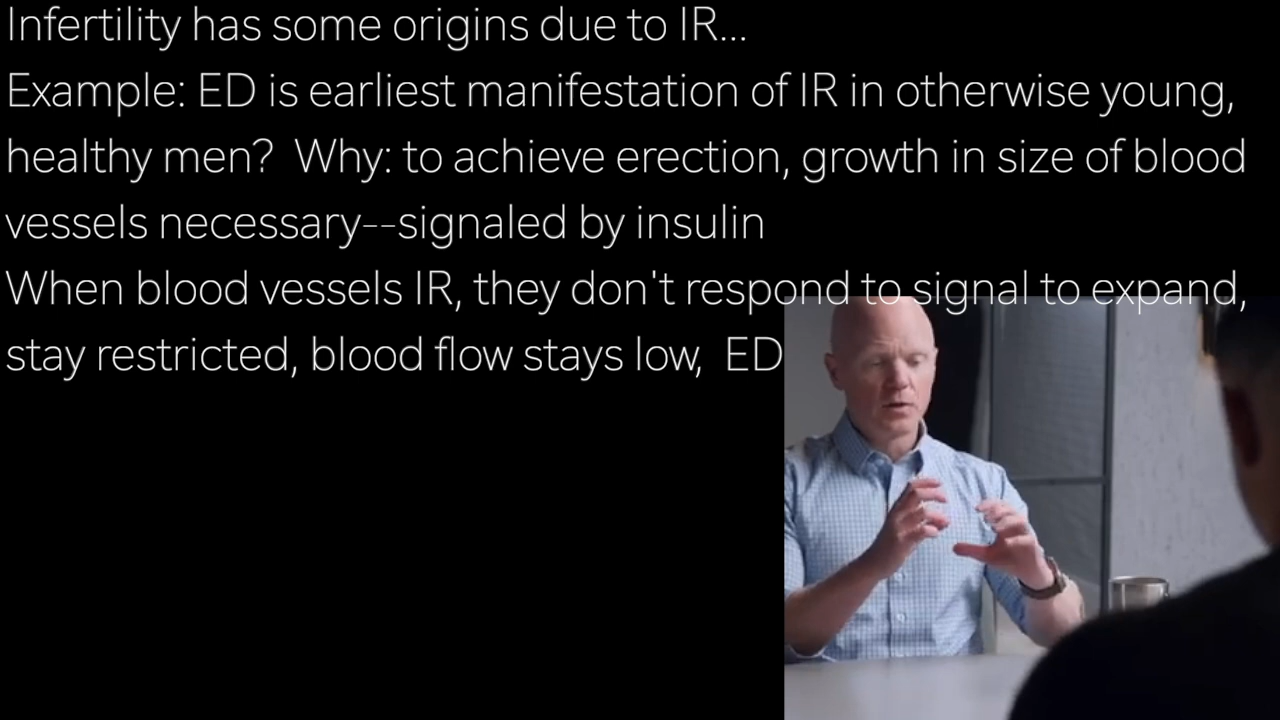 Infertility has some origins due to IR...
Example: ED is earliest manifestation of IR in otherwise young,
healthy men?  Why: to achieve erection, growth in size of blood
vessels necessary--signaled by insulin
When blood vessels IR, they don't respond to signal to expand,
stay restricted, blood flow stays low,  ED